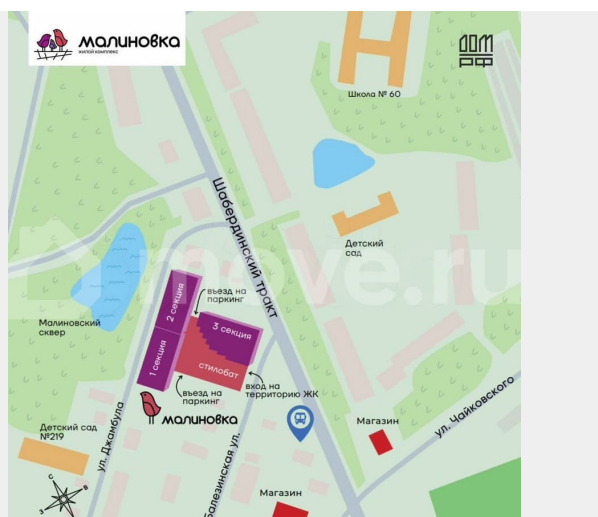 малиновка
жилой комплекс
ДОМ
РФ
Школа № 60
Шабердинский тракт
Детский
сад
move.ru
въезд на
паркинг
2 секция
3 секция
Малиновский
сквер
1 секция
стилобат
въезд на
паркинг
вход на
территорию ЖК
малиновка
ул. Джамбула
Балезинская ул.
Магазин
ул. Чайковского
Детский сад
№219
Магазин
С
В
З